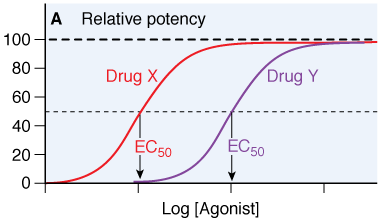 A Relative potency
100
80
60
40
20
0
Drug X
Drug Y
EC50
EC50
Log [Agonist]